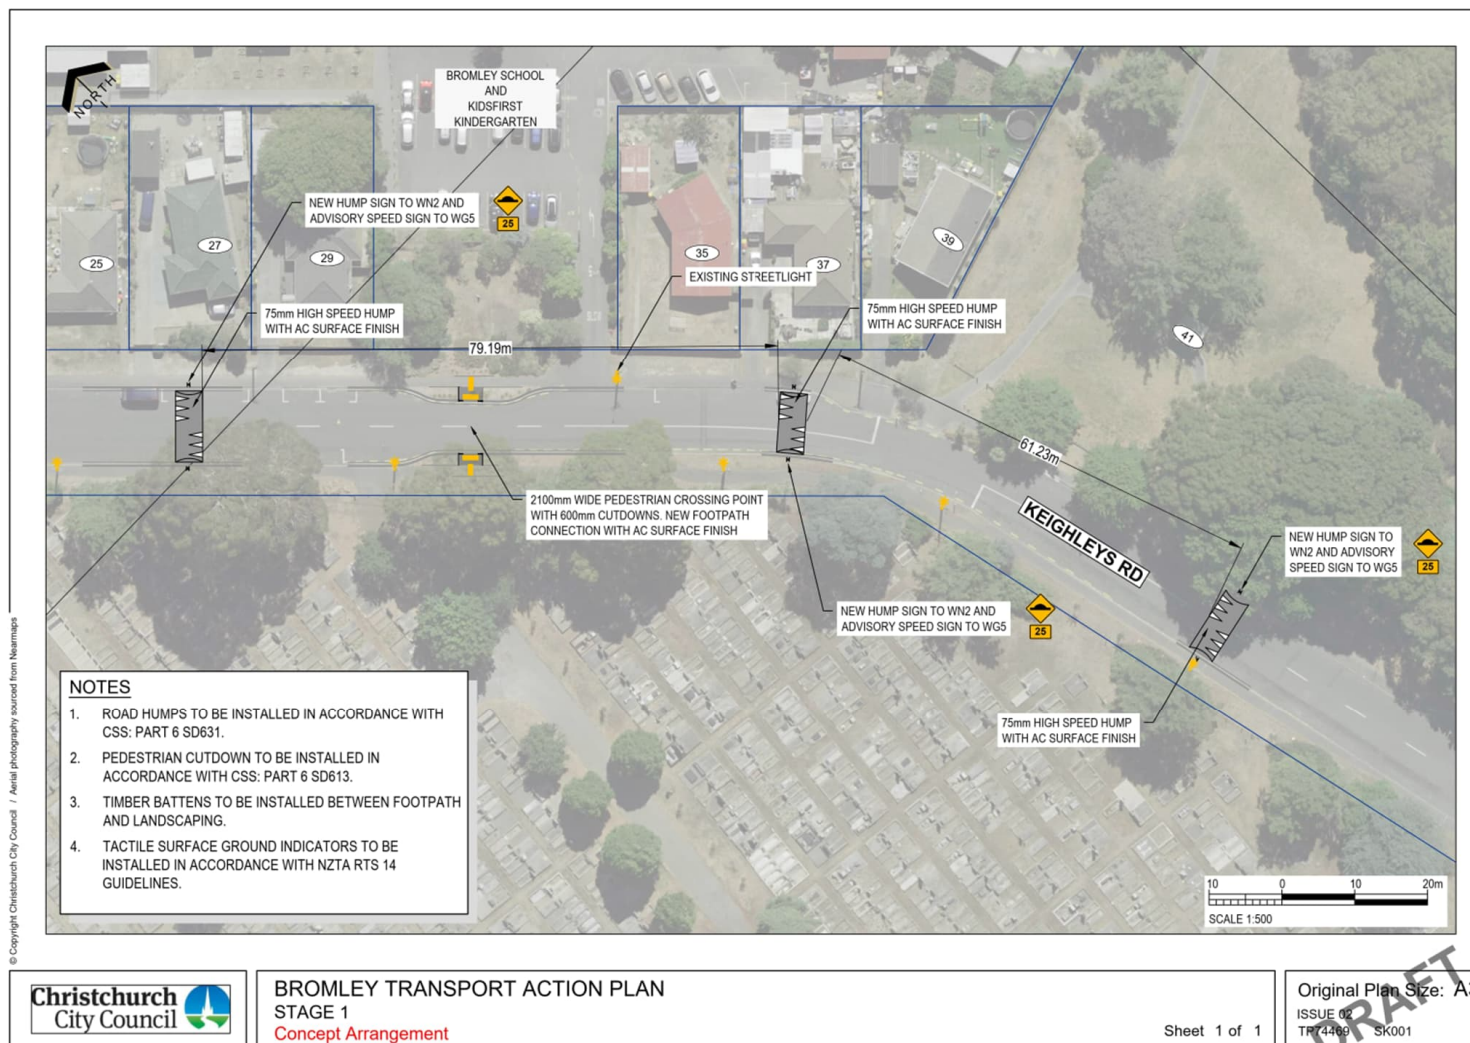 NORTH
BROMLEY SCHOOL
AND
KIDSFIRST
KINDERGARTEN
NEW HUMP SIGN TO WN2 AND
ADVISORY SPEED SIGN TO WG5
25
25
27
29
35
37
39
41
EXISTING STREETLIGHT
75mm HIGH SPEED HUMP
WITH AC SURFACE FINISH
75mm HIGH SPEED HUMP
WITH AC SURFACE FINISH
79.19m
61.23m
KEIGHLEYS RD
2100mm WIDE PEDESTRIAN CROSSING POINT
WITH 600mm CUTDOWNS. NEW FOOTPATH
CONNECTION WITH AC SURFACE FINISH
NEW HUMP SIGN TO
WN2 AND ADVISORY
SPEED SIGN TO WG5
25
NEW HUMP SIGN TO WN2 AND
ADVISORY SPEED SIGN TO WG5
25
75mm HIGH SPEED HUMP
WITH AC SURFACE FINISH
NOTES
1. ROAD HUMPS TO BE INSTALLED IN ACCORDANCE WITH
CSS: PART 6 SD631.
2. PEDESTRIAN CUTDOWN TO BE INSTALLED IN
ACCORDANCE WITH CSS: PART 6 SD613.
3. TIMBER BATTENS TO BE INSTALLED BETWEEN FOOTPATH
AND LANDSCAPING.
4. TACTILE SURFACE GROUND INDICATORS TO BE
INSTALLED IN ACCORDANCE WITH NZTA RTS 14
GUIDELINES.
10 0 10 20m
SCALE 1:500
© Copyright Christchurch City Council / Aerial photography sourced from Nearmaps
Christchurch
City Council
BROMLEY TRANSPORT ACTION PLAN
STAGE 1
Concept Arrangement
Sheet 1 of 1
Original Plan Size: A3
ISSUE 02
TP74469 SK001
DRAFT